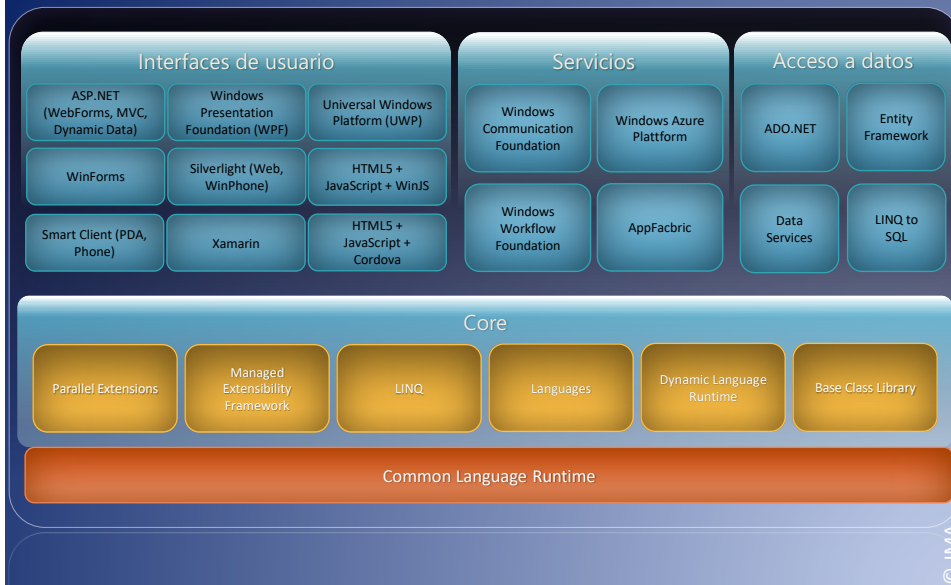 Interfaces de usuario
ASP.NET
(WebForms, MVC,
Dynamic Data)
Windows
Presentation
Foundation (WPF)
Universal Windows
Platform (UWP)
WinForms
Silverlight (Web,
WinPhone)
HTML5 +
JavaScript + WinJS
Smart Client (PDA,
Phone)
Xamarin
HTML5 +
JavaScript +
Cordova
Servicios
Windows
Communication
Foundation
Windows Azure
Plattform
Windows
Workflow
Foundation
AppFacbric
Acceso a datos
ADO.NET
Entity
Framework
Data
Services
LINQ to
SQL
Core
Parallel Extensions
Managed
Extensibility
Framework
LINQ
Languages
Dynamic Language
Runtime
Base Class Library
Common Language Runtime